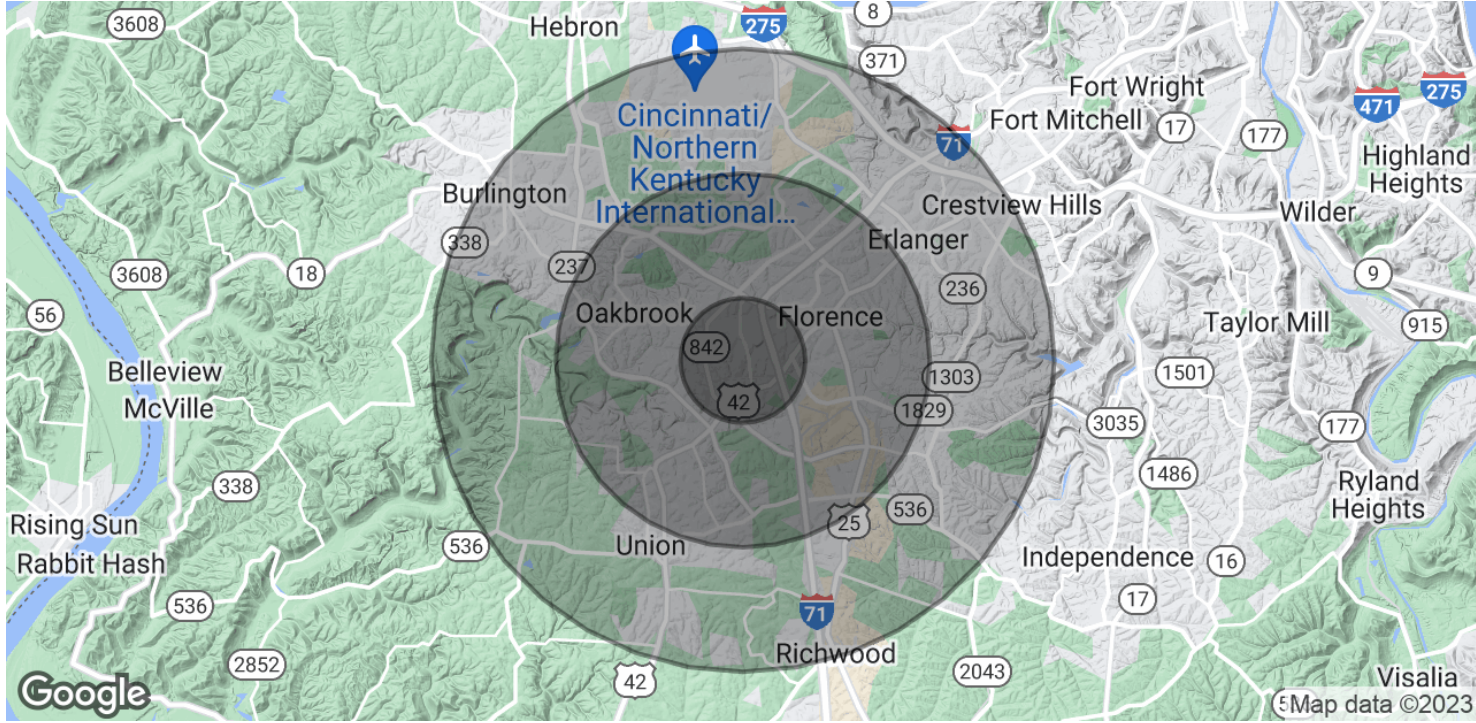 3608
Hebron
275
8
371
Fort Wright
471
275
Cincinnati/
Northern
Kentucky
International...
Fort Mitchell
17
177
71
Highland
Heights
Burlington
Crestview Hills
Wilder
338
Erlanger
3608
18
237
9
236
56
Oakbrook
Florence
Taylor Mill
915
842
Belleview
McVille
1303
1501
42
1829
3035
177
338
1486
Ryland
Heights
536
25
Rising Sun
Rabbit Hash
536
Union
Independence
16
536
71
17
Richwood
2852
42
2043
Visalia
Google
Map data ©2023